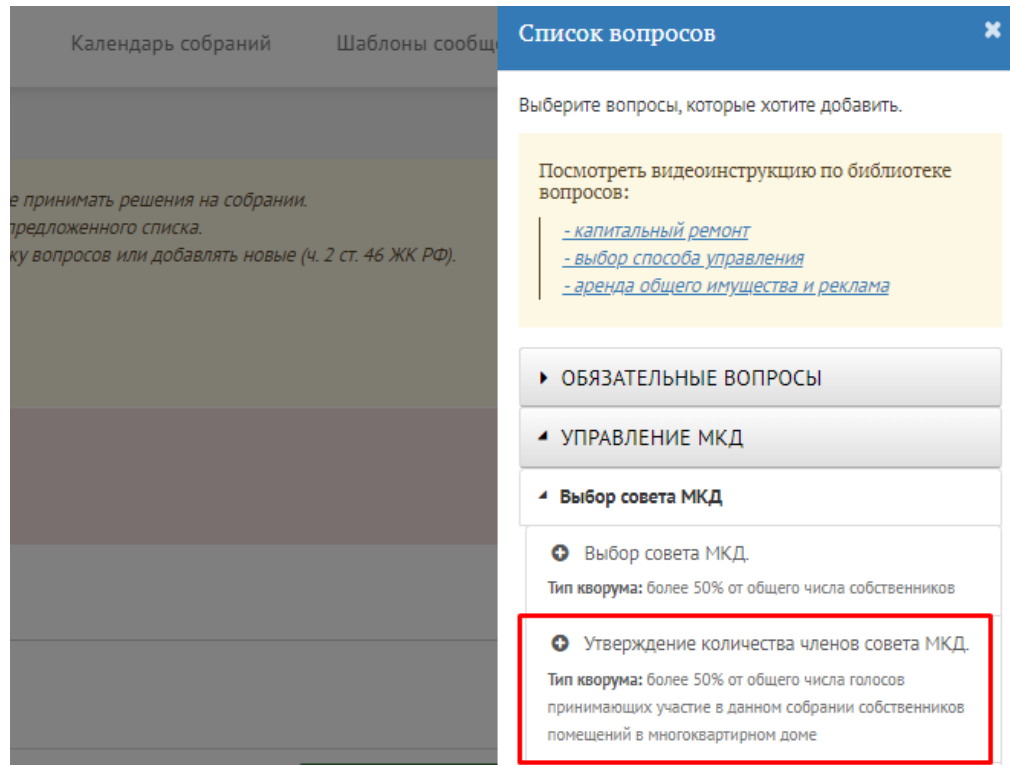 Календарь собраний
Шаблоны сообщ
е принимать решения на собрании.
предложенного списка.
ку вопросов или добавлять новые (ч. 2 ст. 46 ЖК РФ).
Список вопросов
Выберите вопросы, которые хотите добавить.
Посмотреть видеоинструкцию по библиотеке
вопросов:
- капитальный ремонт
- выбор способа управления
- аренда общего имущества и реклама
ОБЯЗАТЕЛЬНЫЕ ВОПРОСЫ
УПРАВЛЕНИЕ МКД
Выбор совета МКД
Выбор совета МКД.
Тип кворума: более 50% от общего числа собственников
Утверждение количества членов совета МКД.
Тип кворума: более 50% от общего числа голосов
принимающих участие в данном собрании собственников
помещений в многоквартирном доме